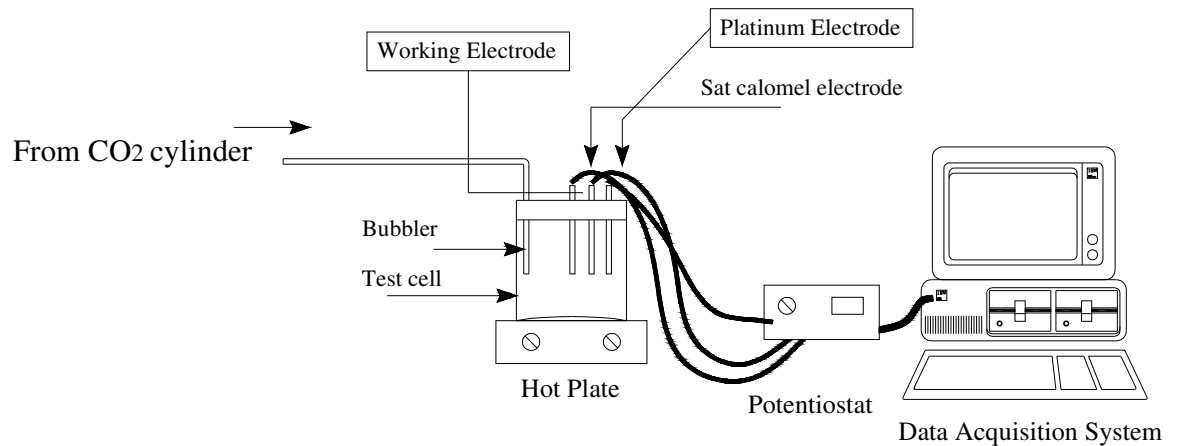 Platinum Electrode
Working Electrode
Sat calomel electrode
From CO2 cylinder
Bubbler
Test cell
Hot Plate
Potentiostat
Data Acquisition System